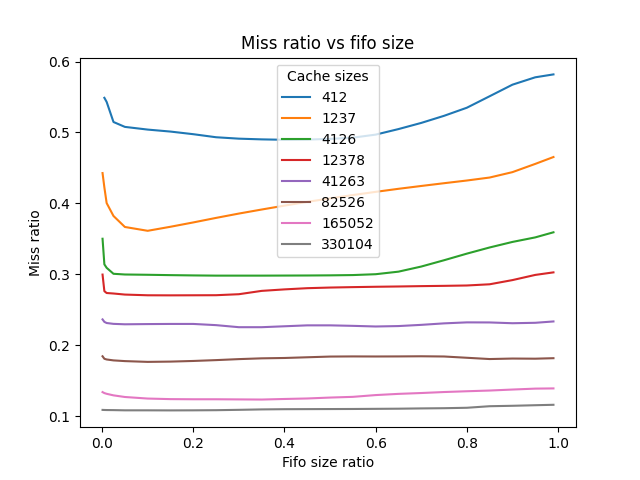 Miss ratio vs fifo size
Cache sizes
412
1237
4126
12378
41263
82526
165052
330104
0.6
0.5
0.4
0.3
0.2
0.1
Miss ratio
0.0 0.2 0.4 0.6 0.8 1.0
Fifo size ratio